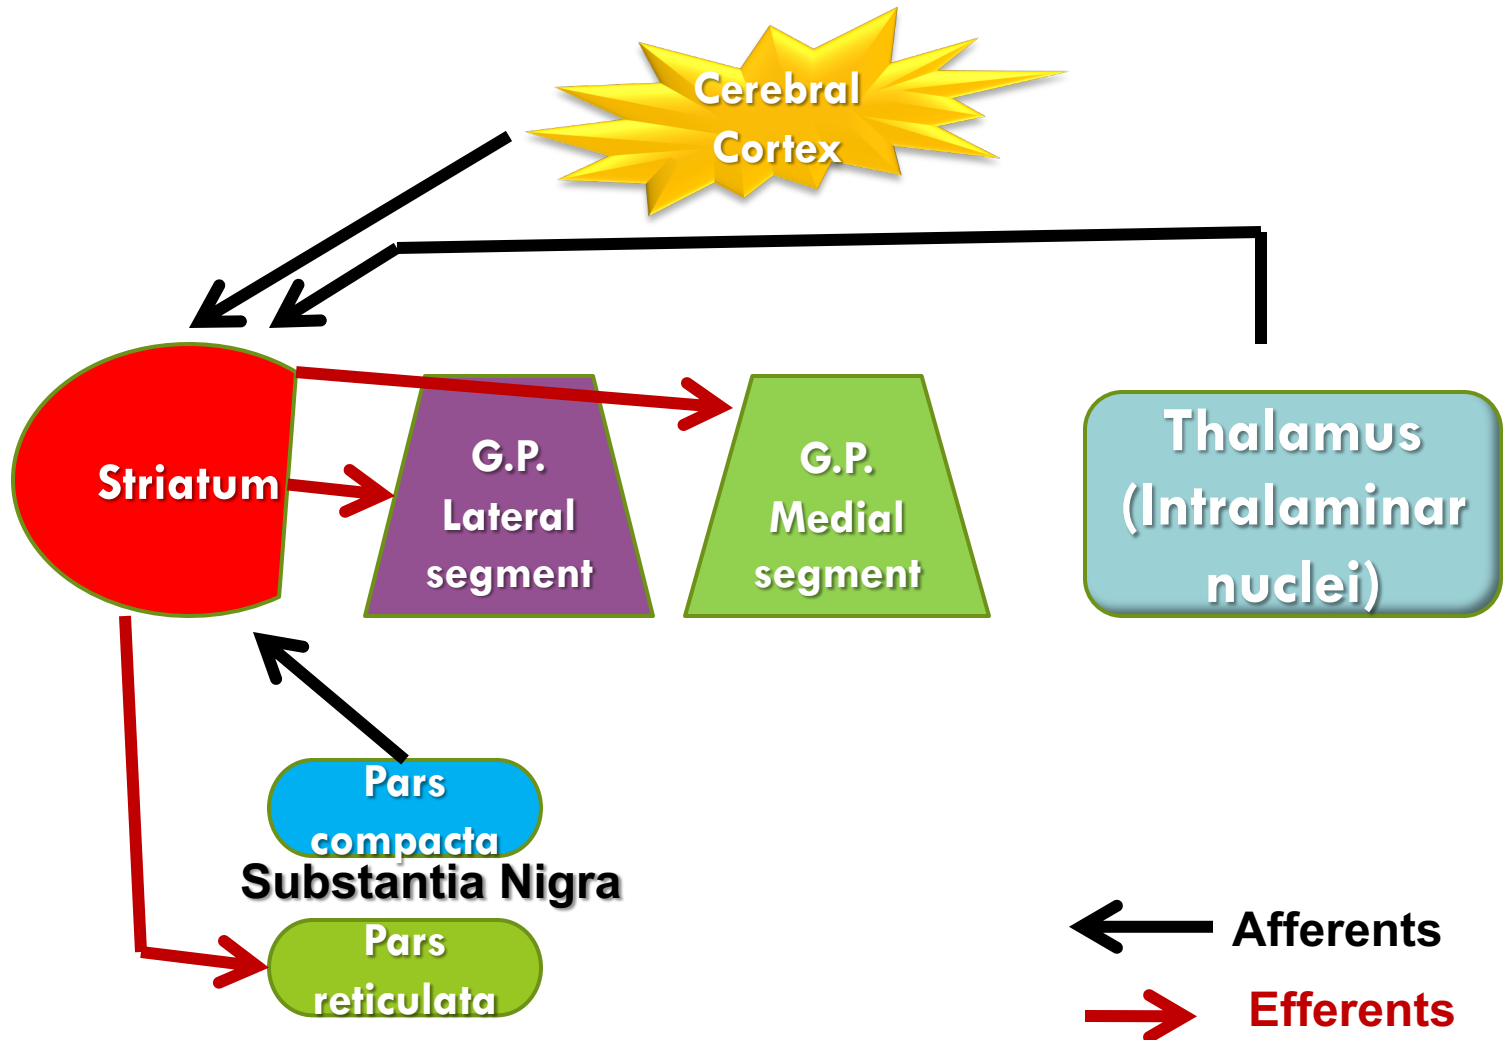 Cerebral
Cortex
Striatum
G.P.
Lateral
segment
G.P.
Medial
segment
Thalamus
(Intralaminar
nuclei)
Pars
compacta
Substantia Nigra
Pars
reticulata
Afferents
Efferents